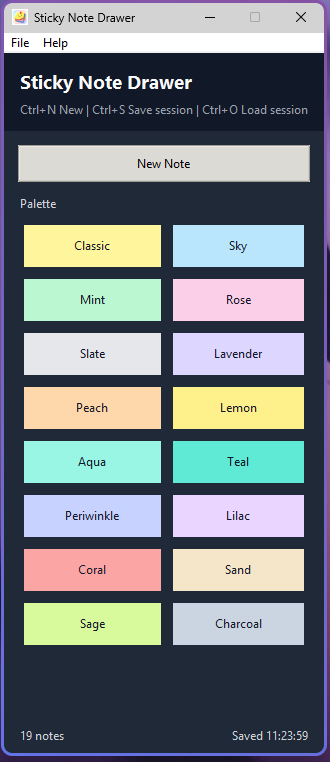 Sticky Note Drawer
File Help
Sticky Note Drawer
Ctrl+N New | Ctrl+S Save session | Ctrl+O Load session
New Note
Palette
Classic Sky
Mint Rose
Slate Lavender
Peach Lemon
Aqua Teal
Periwinkle Lilac
Coral Sand
Sage Charcoal
19 notes Saved 11:23:59